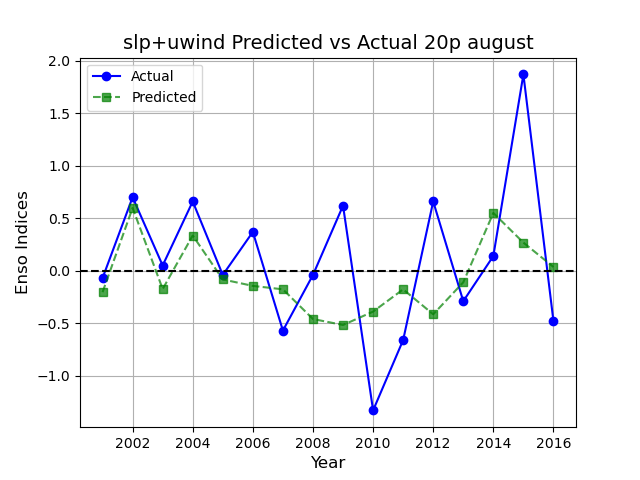 slp+uwind Predicted vs Actual 20p august
Actual
Predicted
Enso Indices
2.0
1.5
1.0
0.5
0.0
−0.5
−1.0
2002 2004 2006 2008 2010 2012 2014 2016
Year